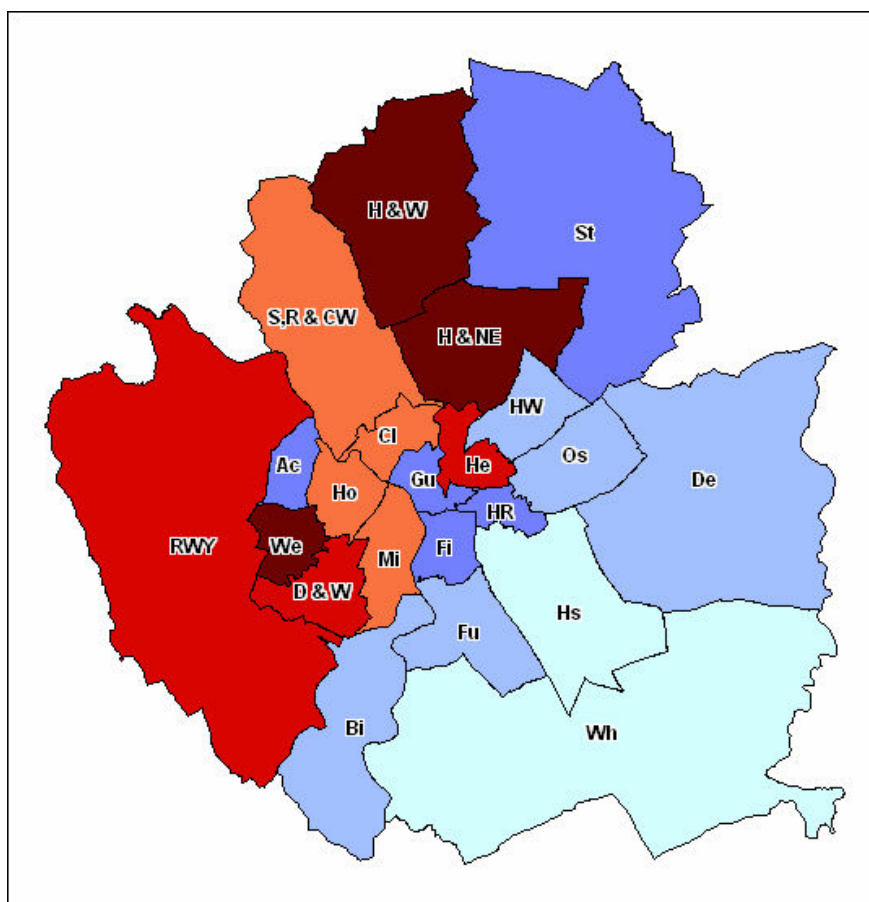 H & W
St
S,R & CW
H & NE
HW
Cl
Os
Ac
Gu
He
De
Ho
HR
RWY
We
Mi
Fi
D & W
Hs
Fu
Bi
Wh